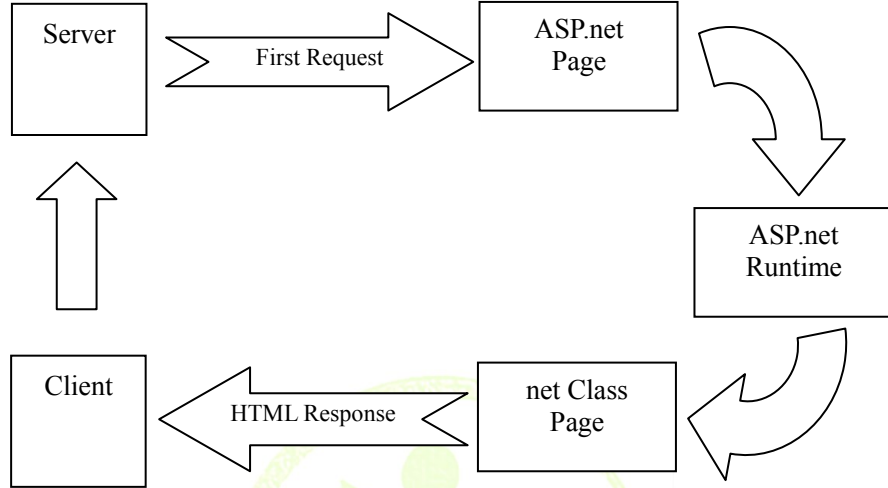 Server
First Request
ASP.net
Page
ASP.net
Runtime
Client
HTML Response
net Class
Page